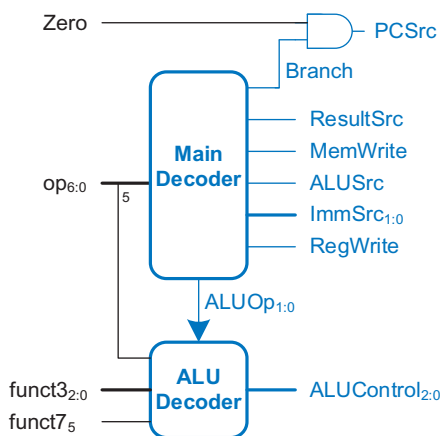 Zero
PCSrc
Branch
ResultSrc
Main
Decoder
MemWrite
op6:0
5
ALUSrc
ImmSrc1:0
RegWrite
ALUOp1:0
ALU
Decoder
funct32:0
ALUControl2:0
funct75